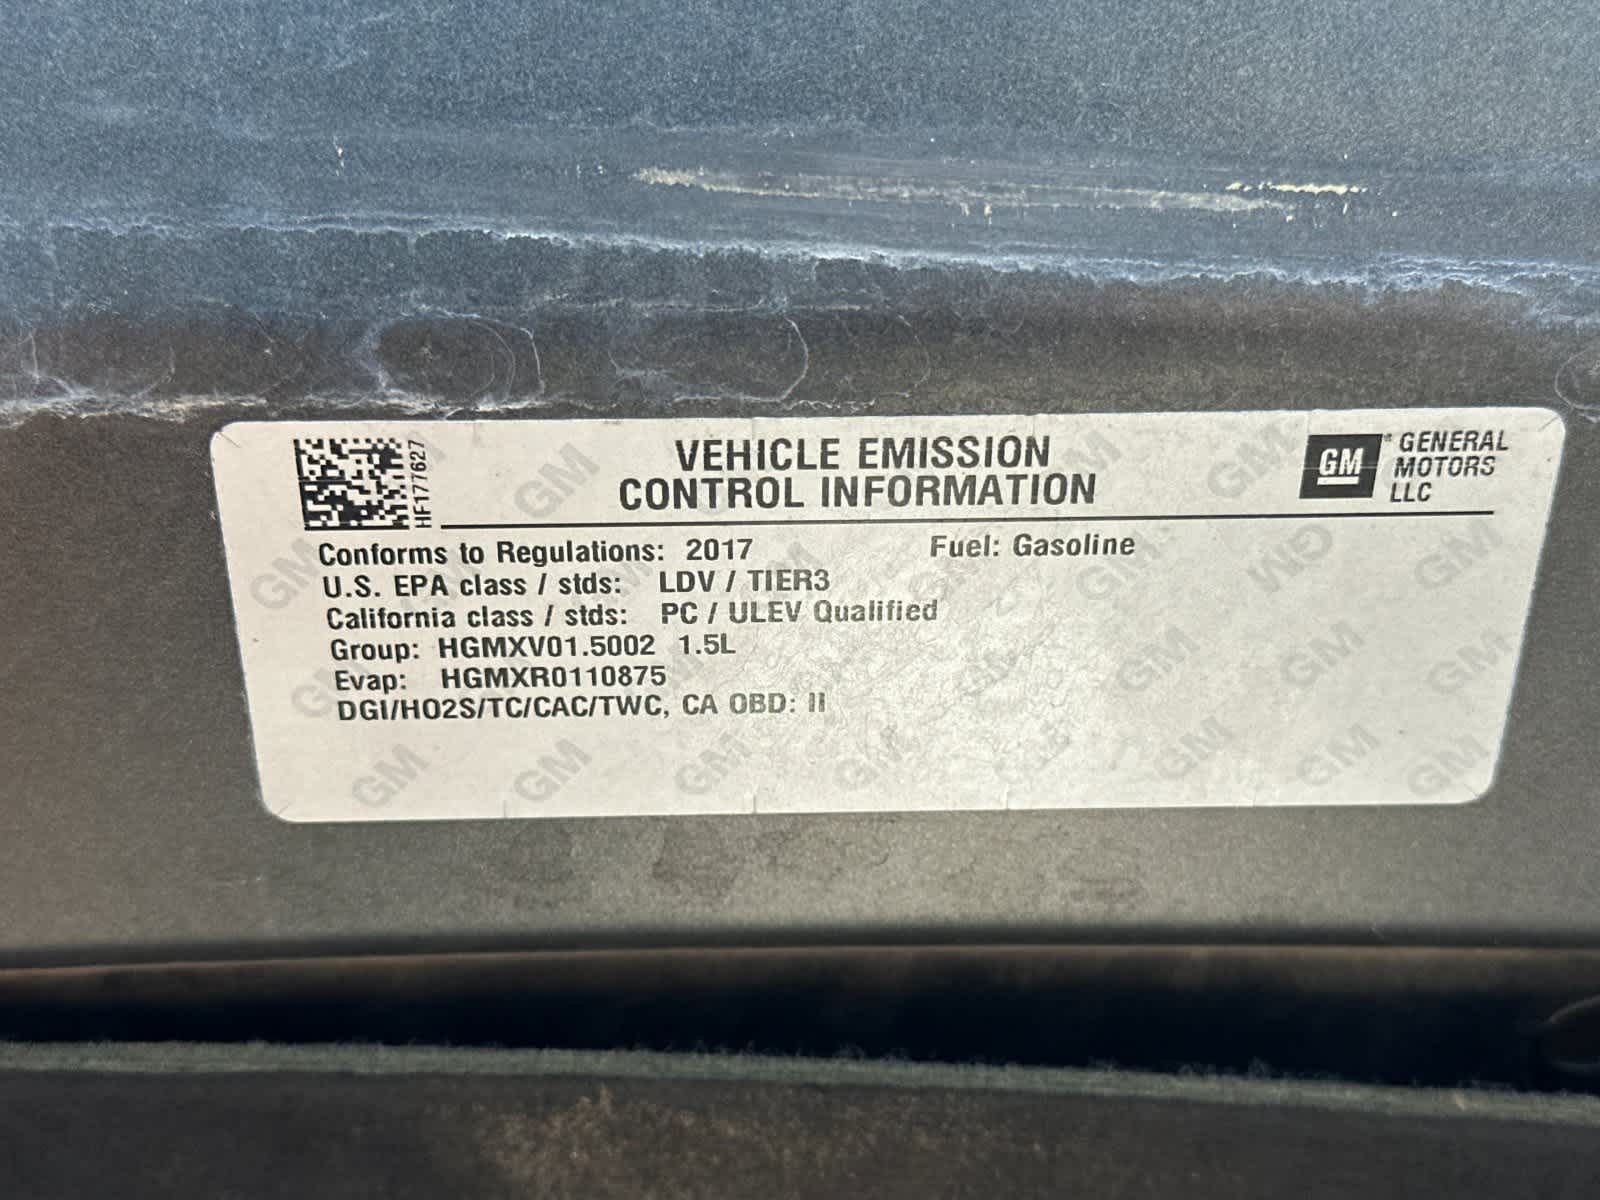 HF177627
VEHICLE EMISSION
CONTROL INFORMATION
GM
GENERAL
MOTORS
LLC
Conforms to Regulations: 2017 Fuel: Gasoline
U.S. EPA class / stds: LDV / TIER3
California class / stds: PC / ULEV Qualified
Group: HGMXV01.5002 1.5L
Evap: HGMXR0110875
DGI/HO2S/TC/CAC/TWC, CA OBD: II